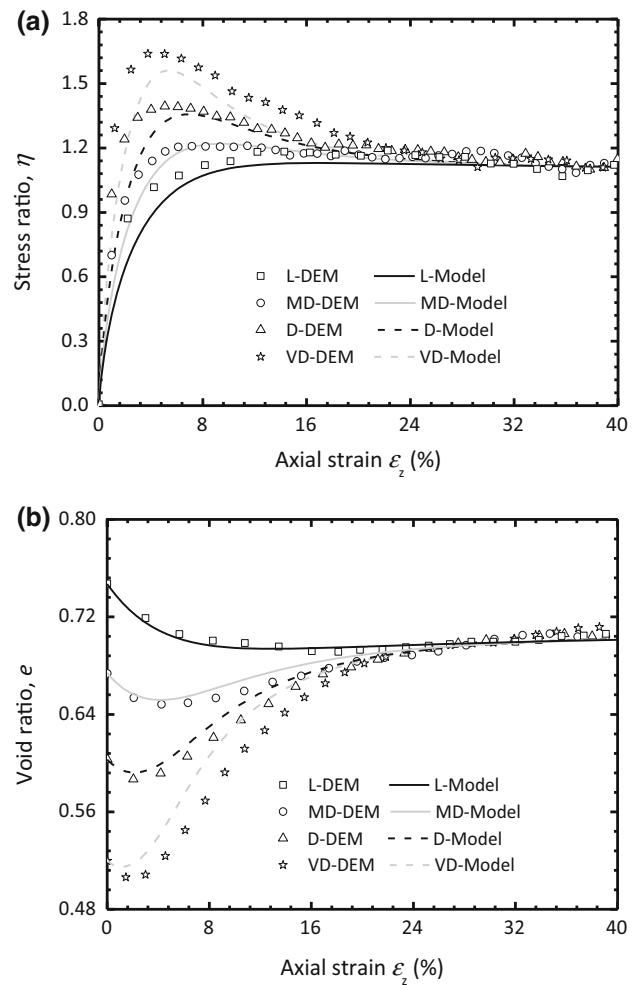 (a)
1.8
1.5
1.2
0.9
0.6
0.3
0.0
Stress ratio, η
L-DEM L-Model
MD-DEM MD-Model
D-DEM D-Model
VD-DEM VD-Model
0 8 16 24 32 40
Axial strain εz (%)
(b)
0.80
0.72
0.64
0.56
0.48
Void ratio, e
L-DEM L-Model
MD-DEM MD-Model
D-DEM D-Model
VD-DEM VD-Model
0 8 16 24 32 40
Axial strain εz (%)